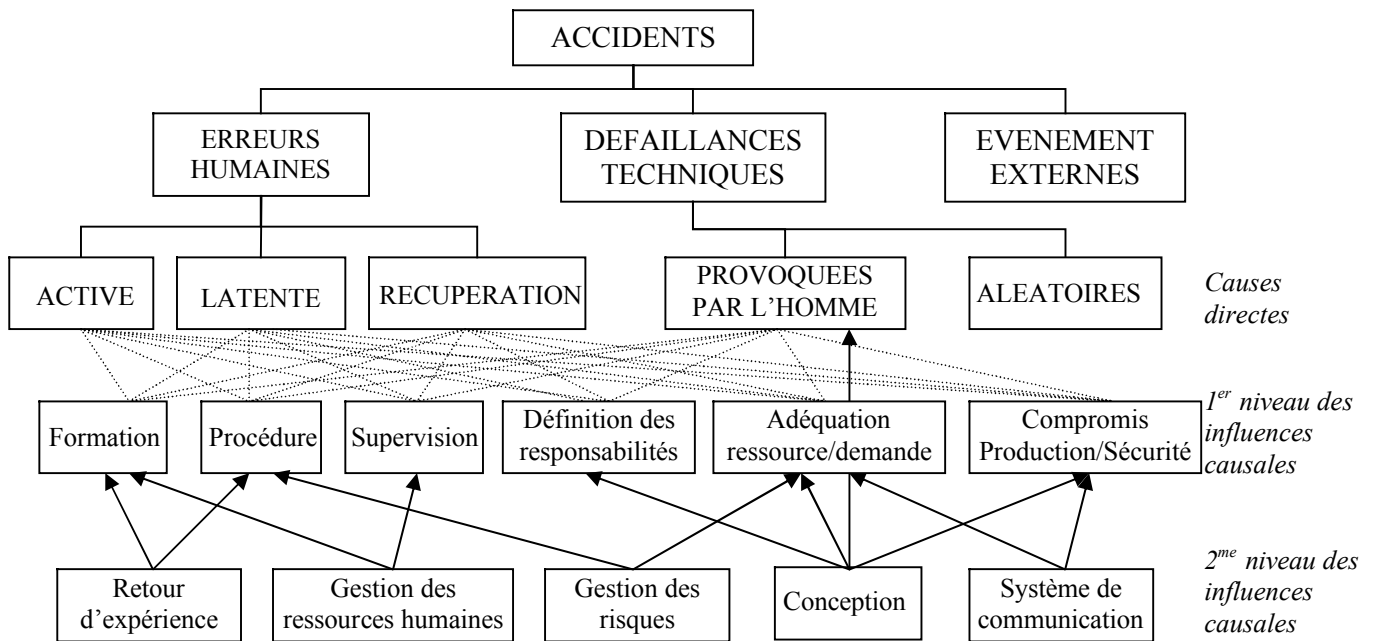 ACCIDENTS
ERREURS
HUMAINES
DEFAILLANCES
TECHNIQUES
EVENEMENT
EXTERNES
ACTIVE
LATENTE
RECUPERATION
PROVOQUEES
PAR L’HOMME
ALEATOIRES
Causes
directes
Formation
Procédure
Supervision
Définition des
responsabilités
Adéquation
ressource/demande
Compromis
Production/Sécurité
1er niveau des
influences
causales
Retour
d’expérience
Gestion des
ressources humaines
Gestion des
risques
Conception
Système de
communication
2me niveau des
influences
causales